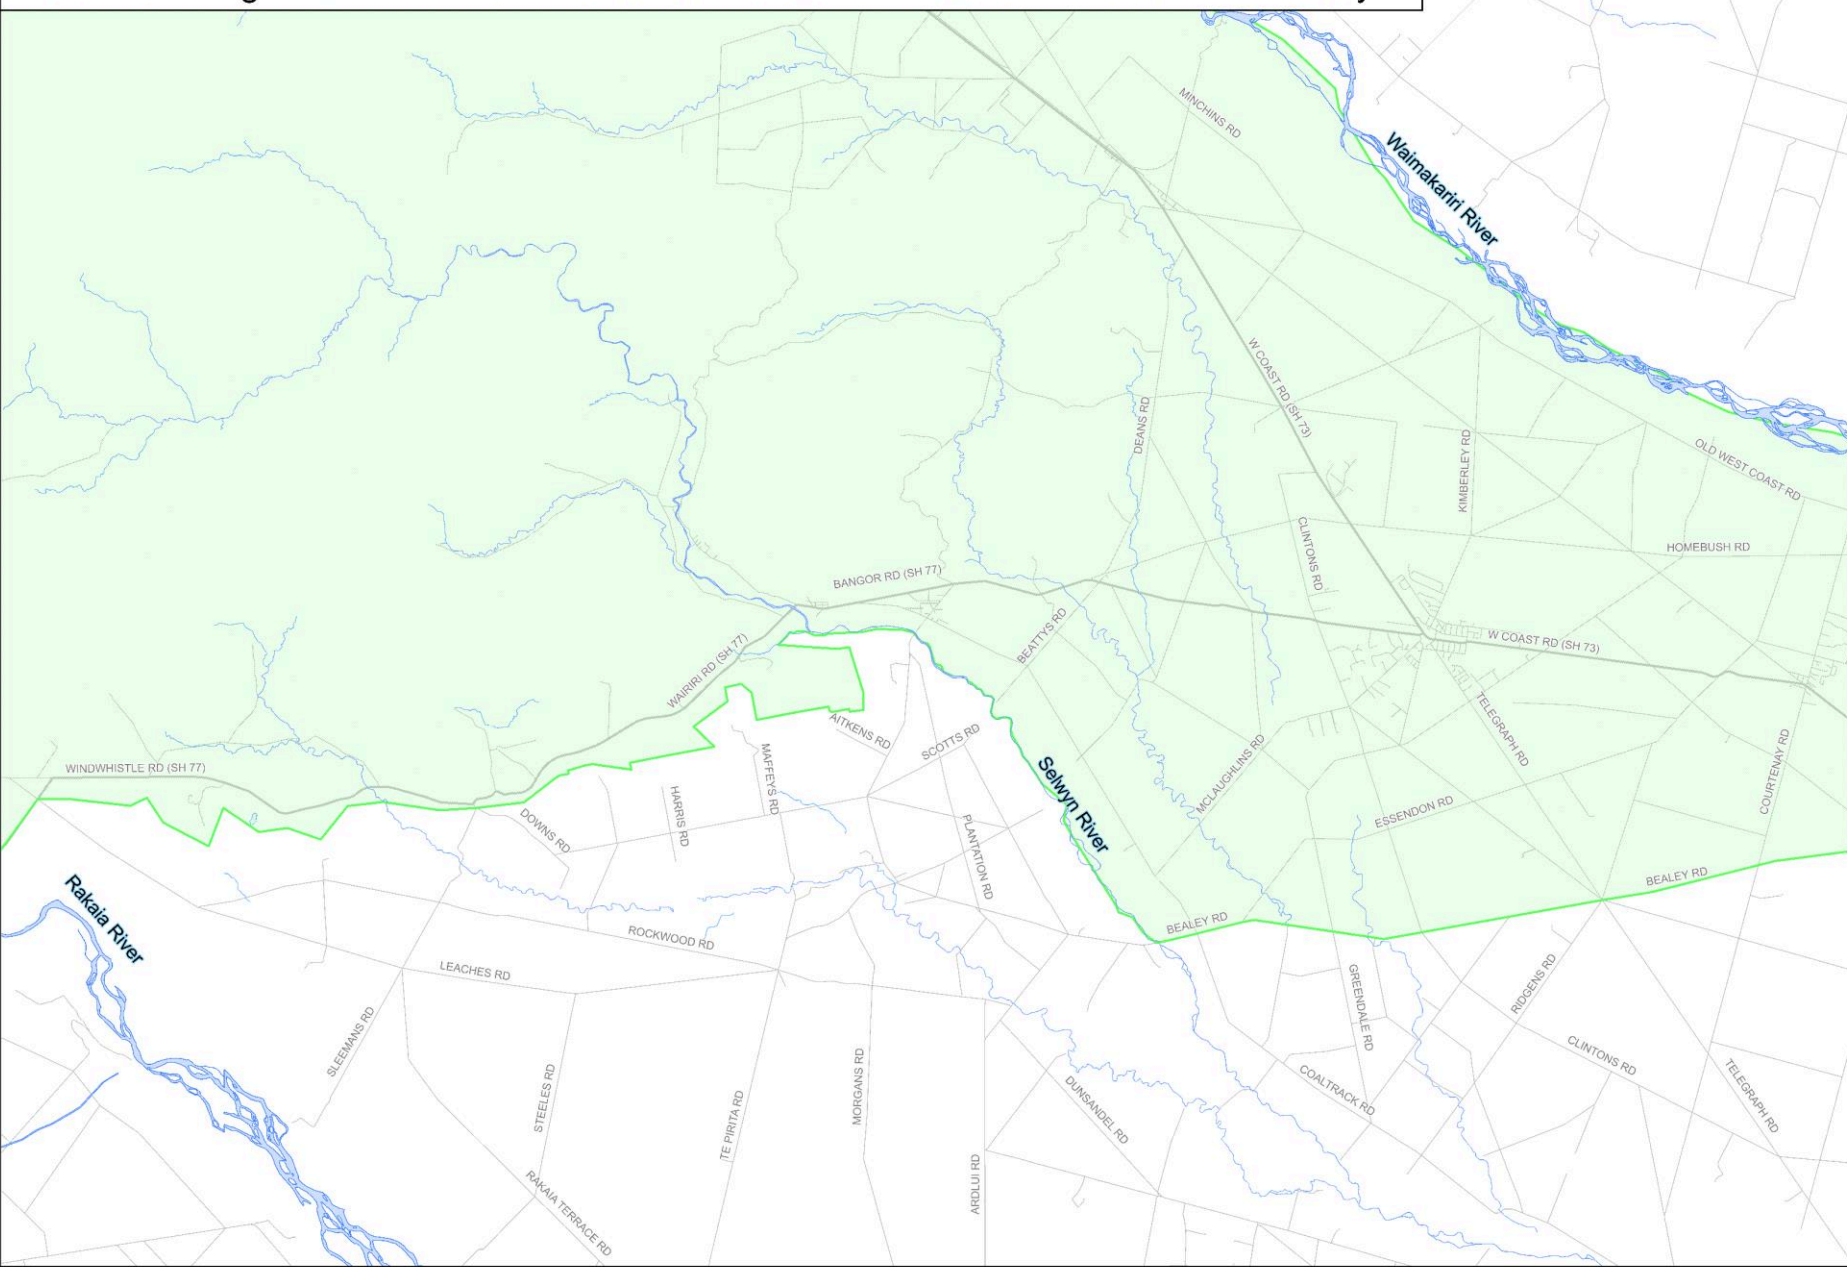 MINCHINS RD
Waimakariri River
W COAST RD (SH 73)
DEANS RD
KIMBERLEY RD
OLD WEST COAST RD
CLINTONS RD
HOMEBUSH RD
BANGOR RD (SH 77)
BEATTYS RD
W COAST RD (SH 73)
WAIRIRI RD (SH 77)
TELEGRAPH RD
AITKENS RD
SCOTTS RD
WINDWHISTLE RD (SH 77)
MAFFEYS RD
Selwyn River
MCLAUGHLINS RD
COURTENAY RD
HARRIS RD
DOWNS RD
ESSENDON RD
PLANTATION RD
BEALEY RD
Rakaia River
BEALEY RD
ROCKWOOD RD
LEACHES RD
GREENDALE RD
RIDGENS RD
SLEEMANS RD
CLINTONS RD
STEELES RD
TE PIRITA RD
MORGANS RD
DUNSANDEL RD
COALTRACK RD
TELEGRAPH RD
ARDLUI RD
RAKAIA TERRACE RD